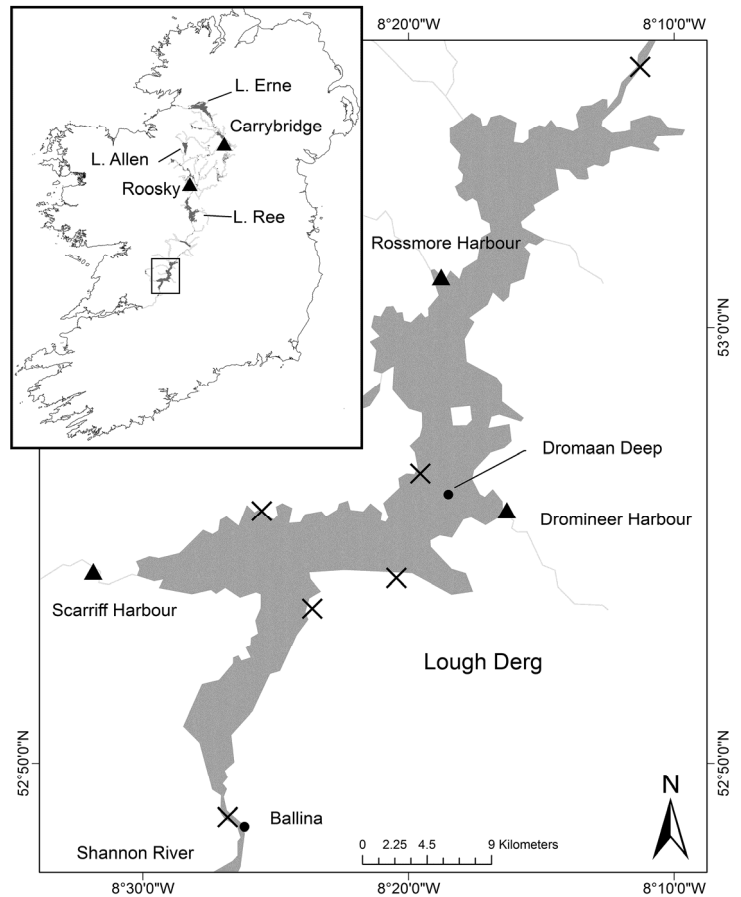 8°20'0"W
8°10'0"W
L. Erne
Carrybridge
L. Allen
Roosky
L. Ree
Rossmore Harbour
53°0'0"N
Dromaan Deep
Dromineer Harbour
Scarriff Harbour
Lough Derg
52°50'0"N
52°50'0"N
N
Ballina
0 2.25 4.5 9 Kilometers
Shannon River
8°30'0"W
8°20'0"W
8°10'0"W